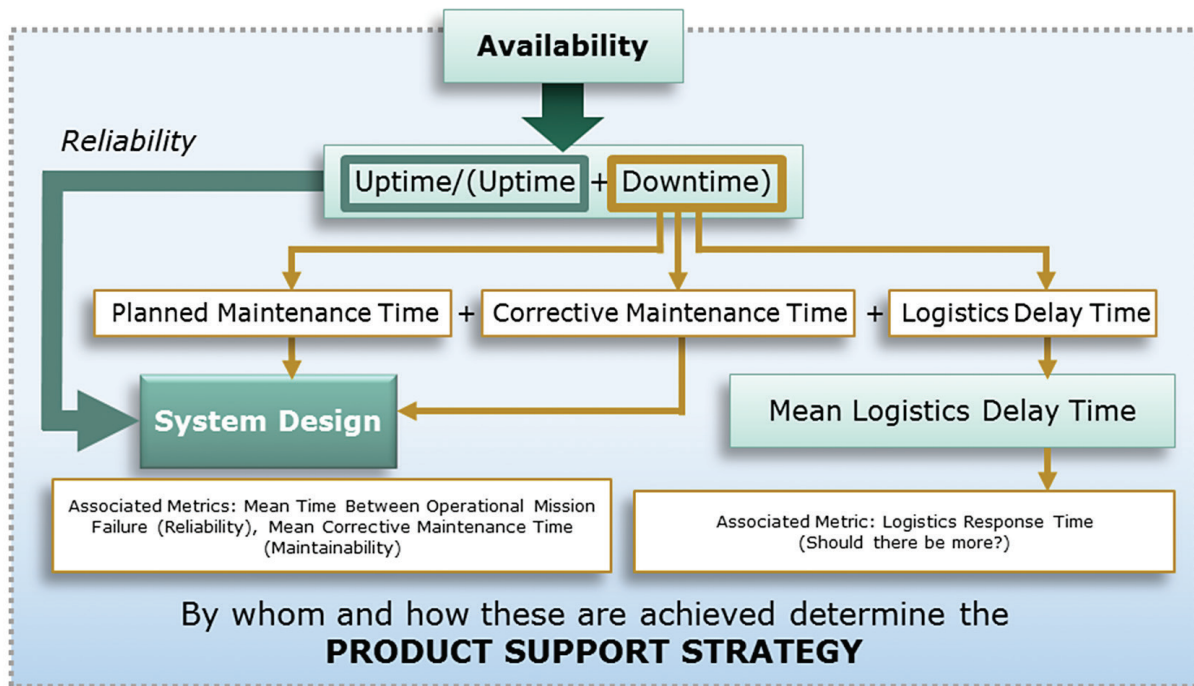 Availability
Reliability
Uptime/(Uptime + Downtime)
Planned Maintenance Time + Corrective Maintenance Time + Logistics Delay Time
System Design
Mean Logistics Delay Time
Associated Metrics: Mean Time Between Operational Mission
Failure (Reliability), Mean Corrective Maintenance Time
(Maintainability)
Associated Metric: Logistics Response Time
(Should there be more?)
By whom and how these are achieved determine the
PRODUCT SUPPORT STRATEGY